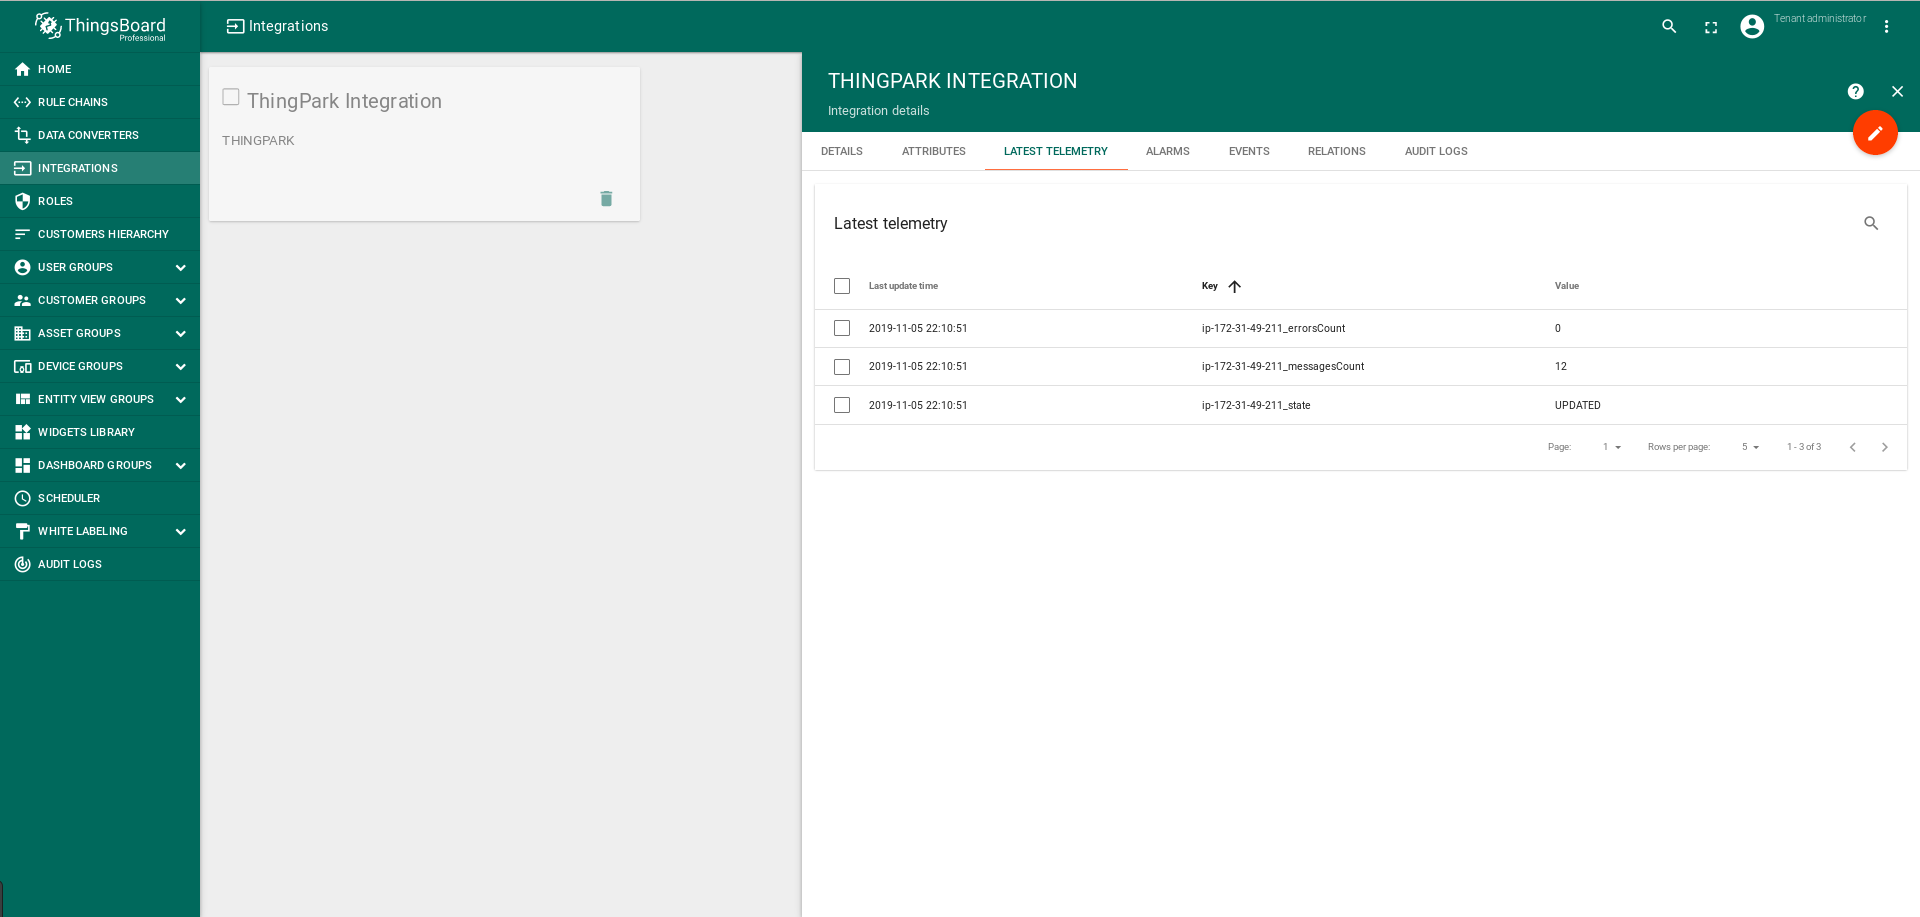 ThingsBoard
Professional
Integrations
Tenant administrator
HOME
RULE CHAINS
DATA CONVERTERS
INTEGRATIONS
ROLES
CUSTOMERS HIERARCHY
USER GROUPS
CUSTOMER GROUPS
ASSET GROUPS
DEVICE GROUPS
ENTITY VIEW GROUPS
WIDGETS LIBRARY
DASHBOARD GROUPS
SCHEDULER
WHITE LABELING
AUDIT LOGS
ThingPark Integration
THINGPARK
THINGPARK INTEGRATION
Integration details
DETAILS ATTRIBUTES LATEST TELEMETRY ALARMS EVENTS RELATIONS AUDIT LOGS
Latest telemetry
Last update time Key Value
2019-11-05 22:10:51 ip-172-31-49-211_errorsCount 0
2019-11-05 22:10:51 ip-172-31-49-211_messagesCount 12
2019-11-05 22:10:51 ip-172-31-49-211_state UPDATED
Page: 1 Rows per page: 5 1 - 3 of 3